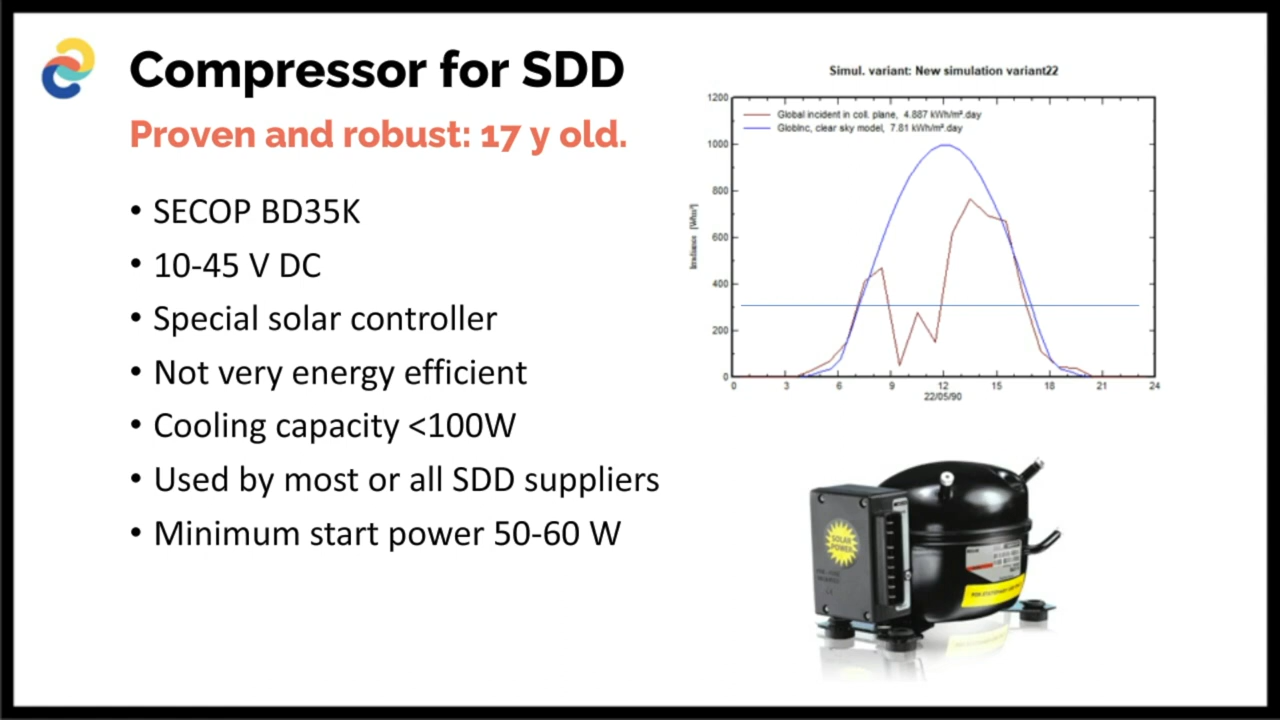 Compressor for SDD
Proven and robust: 17 y old.
• SECOP BD35K
• 10-45 V DC
• Special solar controller
• Not very energy efficient
• Cooling capacity <100W
• Used by most or all SDD suppliers
• Minimum start power 50-60 W
Simul. variant: New simulation variant22
Global incident in coll. plane, 4.887 kWh/m².day
GlobInc, clear sky model, 7.81 kWh/m².day
1200
1000
800
600
400
200
0
0 3 6 9 12 15 18 21 24
22/05/90
SOLAR
POWER